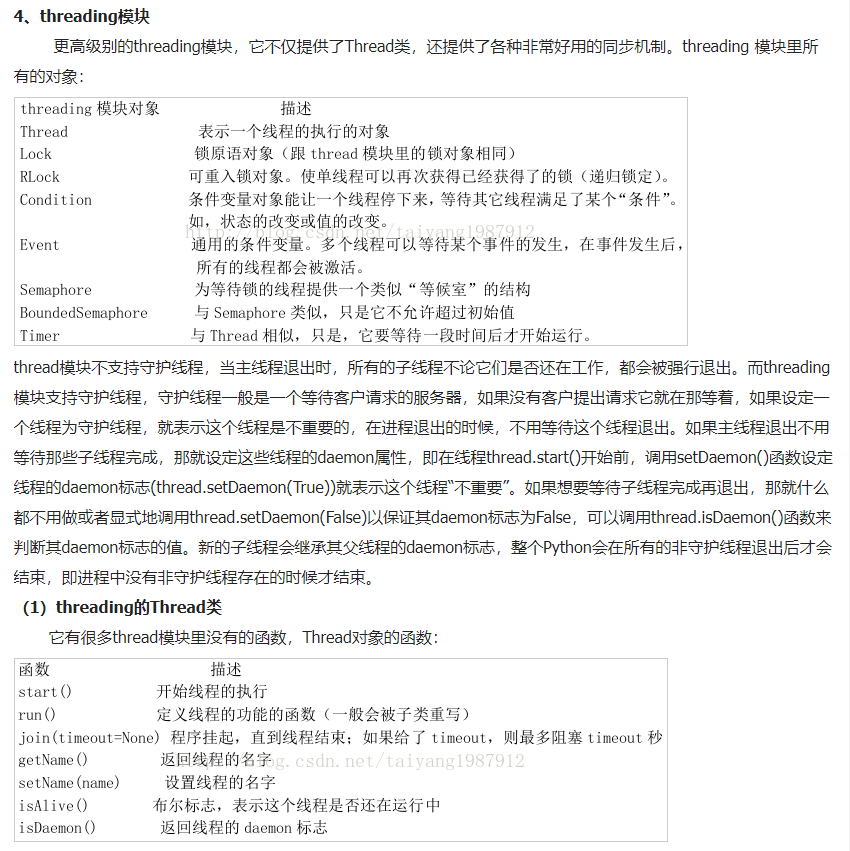 4、threading模块
更高级别的threading模块，它不仅提供了Thread类，还提供了各种非常好用的同步机制。threading 模块里所
有的对象：
threading 模块对象 描述
Thread 表示一个线程的执行的对象
Lock 锁原语对象（跟 thread 模块里的锁对象相同）
RLock 可重入锁对象。使单线程可以再次获得已经获得了的锁（递归锁定）。
Condition 条件变量对象能让一个线程停下来，等待其它线程满足了某个“条件”。
如，状态的改变或值的改变。
http://blog.csdn.net/taiyang1987912
Event 通用的条件变量。多个线程可以等待某个事件的发生，在事件发生后，
所有的线程都会被激活。
Semaphore 为等待锁的线程提供一个类似“等候室”的结构
BoundedSemaphore 与 Semaphore 类似，只是它不允许超过初始值
Timer 与 Thread 相似，只是，它要等待一段时间后才开始运行。
thread模块不支持守护线程，当主线程退出时，所有的子线程不论它们是否还在工作，都会被强行退出。而threading
模块支持守护线程，守护线程一般是一个等待客户请求的服务器，如果没有客户提出请求它就在那等着，如果设定一
个线程为守护线程，就表示这个线程是不重要的，在进程退出的时候，不用等待这个线程退出。如果主线程退出不用
等待那些子线程完成，那就设定这些线程的daemon属性，即在线程thread.start()开始前，调用setDaemon()函数设定
线程的daemon标志(thread.setDaemon(True))就表示这个线程“不重要”。如果想要等待子线程完成再退出，那就什么
都不用做或者显式地调用thread.setDaemon(False)以保证其daemon标志为False，可以调用thread.isDaemon()函数来
判断其daemon标志的值。新的子线程会继承其父线程的daemon标志，整个Python会在所有的非守护线程退出后才会
结束，即进程中没有非守护线程存在的时候才结束。
（1）threading的Thread类
它有很多thread模块里没有的函数，Thread对象的函数：
函数 描述
start() 开始线程的执行
run() 定义线程的功能的函数（一般会被子类重写）
join(timeout=None) 程序挂起，直到线程结束；如果给了 timeout，则最多阻塞 timeout 秒
getName() 返回线程的名字
http://blog.csdn.net/taiyang1987912
setName(name) 设置线程的名字
isAlive() 布尔标志，表示这个线程是否还在运行中
isDaemon() 返回线程的 daemon 标志